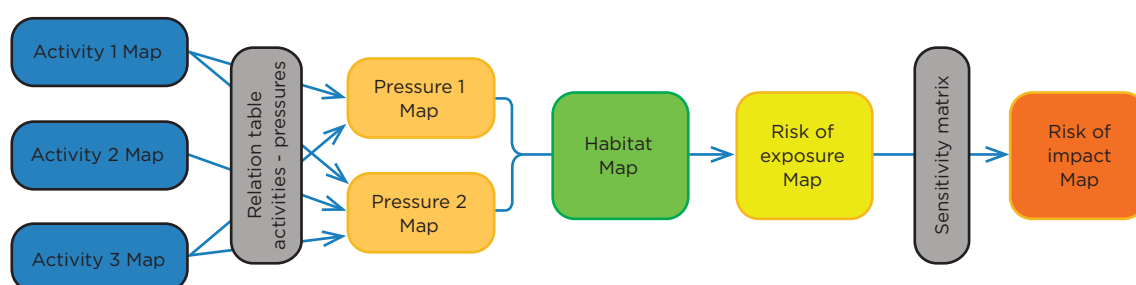 Activity 1 Map
Activity 2 Map
Activity 3 Map
Relation table
activities - pressures
Pressure 1
Map
Pressure 2
Map
Habitat
Map
Risk of
exposure
Map
Sensitivity matrix
Risk of
impact
Map